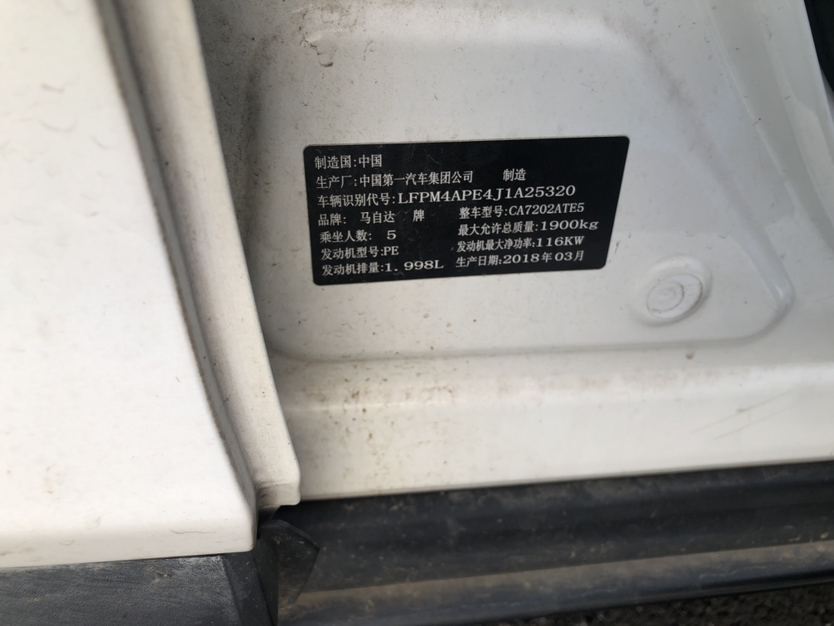 制造国:中国
生产厂:中国第一汽车集团公司 制造
车辆识别代号:LFPM4APE4J1A25320
品牌: 马自达 牌 整车型号:CA7202ATE5
乘坐人数: 5 最大允许总质量:1900kg
发动机型号:PE 发动机最大净功率:116KW
发动机排量:1.998L 生产日期:2018年03月